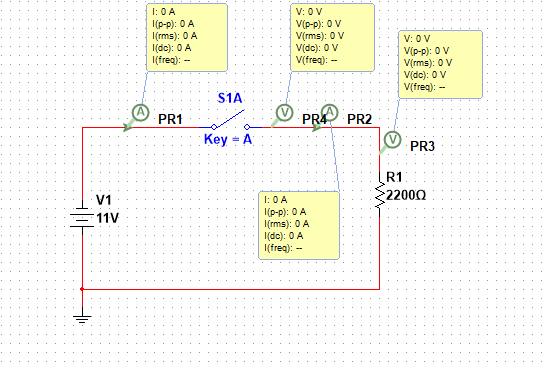 I: 0 A
I(p-p): 0 A
I(rms): 0 A
I(dc): 0 A
I(freq): --
V: 0 V
V(p-p): 0 V
V(rms): 0 V
V(dc): 0 V
V(freq): --
V: 0 V
V(p-p): 0 V
V(rms): 0 V
V(dc): 0 V
V(freq): --
A
PR1
S1A
Key = A
V
PR4
A
PR2
V
PR3
V1
11V
R1
2200Ω
I: 0 A
I(p-p): 0 A
I(rms): 0 A
I(dc): 0 A
I(freq): --